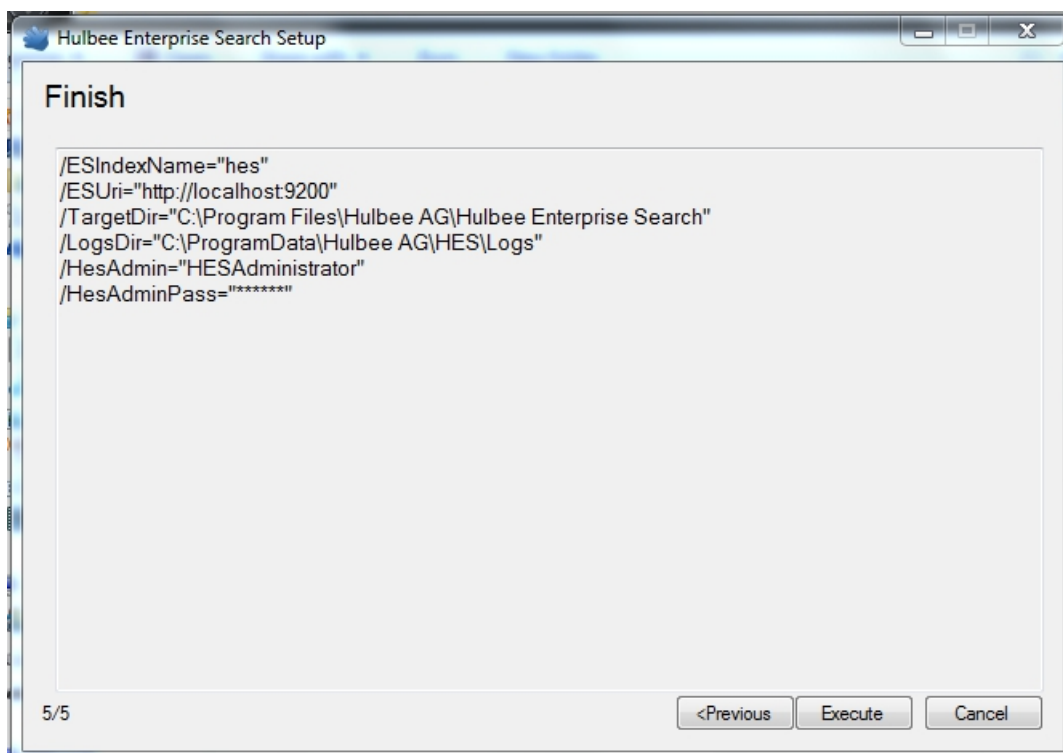 Hulbee Enterprise Search Setup
Finish
/ESIndexName="hes"
/ESUri="http://localhost:9200"
/TargetDir="C:\Program Files\Hulbee AG\Hulbee Enterprise Search"
/LogsDir="C:\ProgramData\Hulbee AG\HES\Logs"
/HesAdmin="HESAdministrator"
/HesAdminPass="******"
5/5 <Previous Execute Cancel